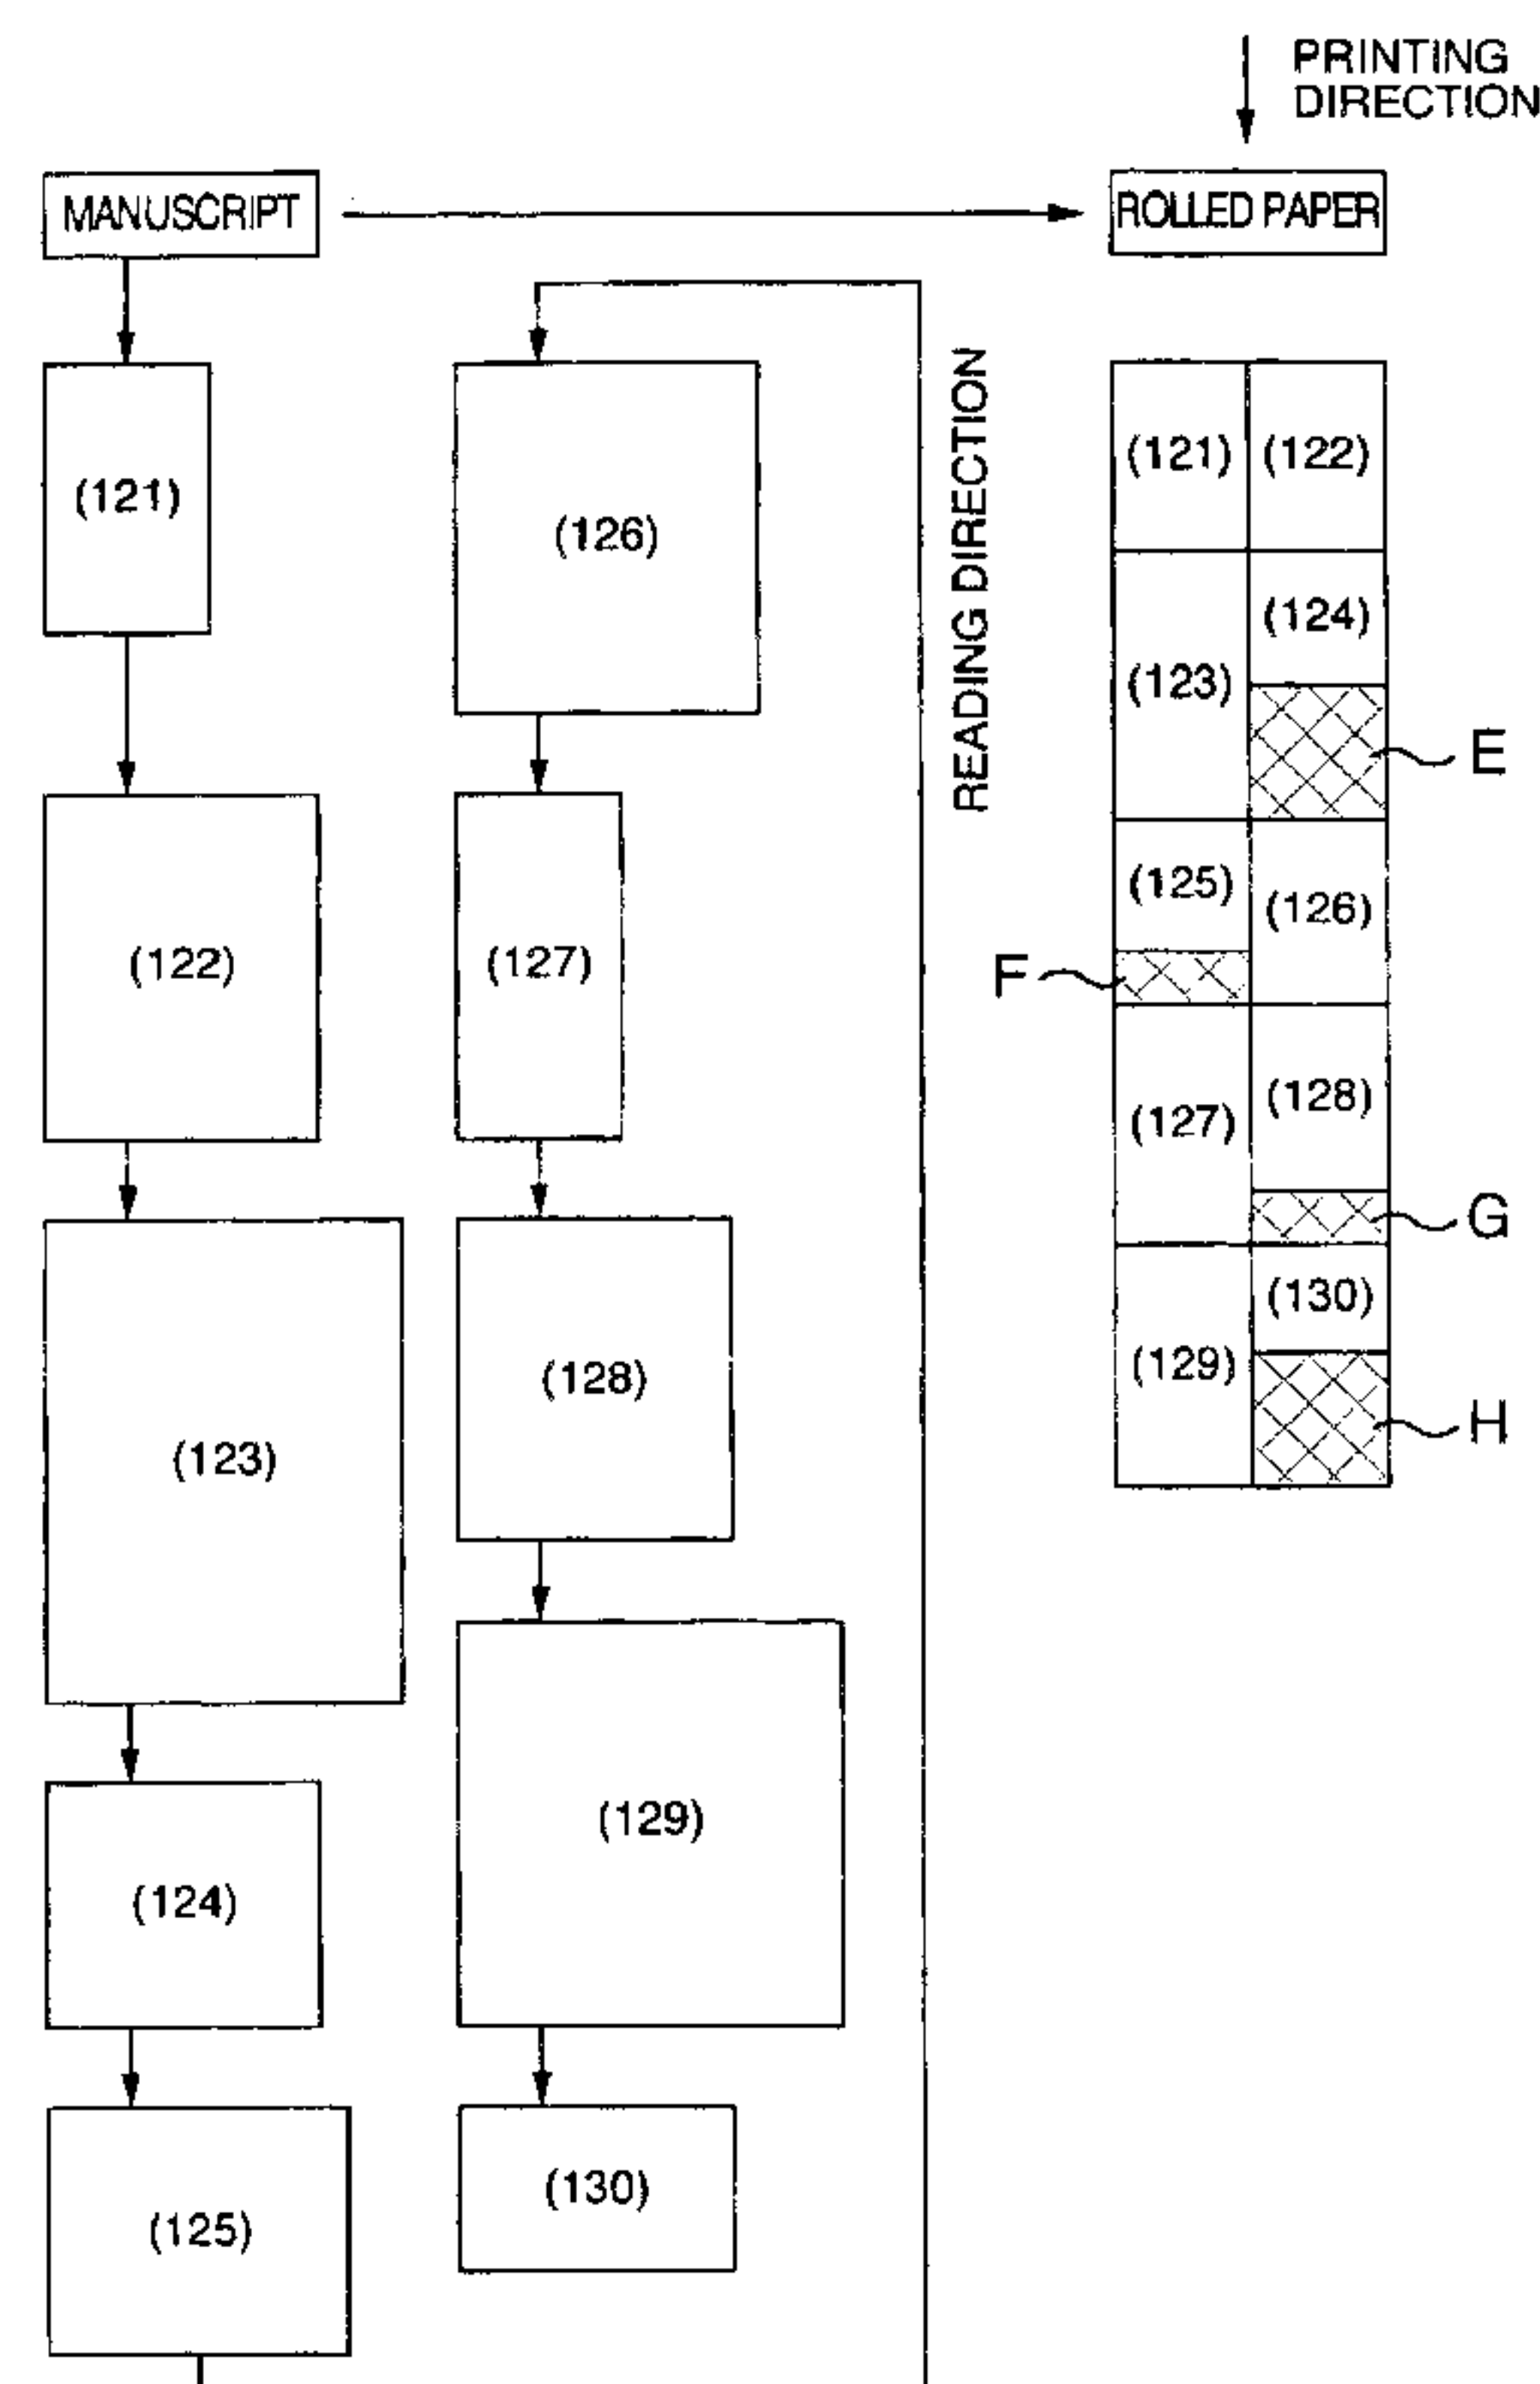 PRINTING
DIRECTION
MANUSCRIPT
ROLLED PAPER
READING DIRECTION
(121)
(122)
(123)
(124)
(125)
(126)
(127)
(128)
(129)
(130)
(121)
(122)
(123)
(124)
E
(125)
(126)
F
(127)
(128)
G
(129)
(130)
H